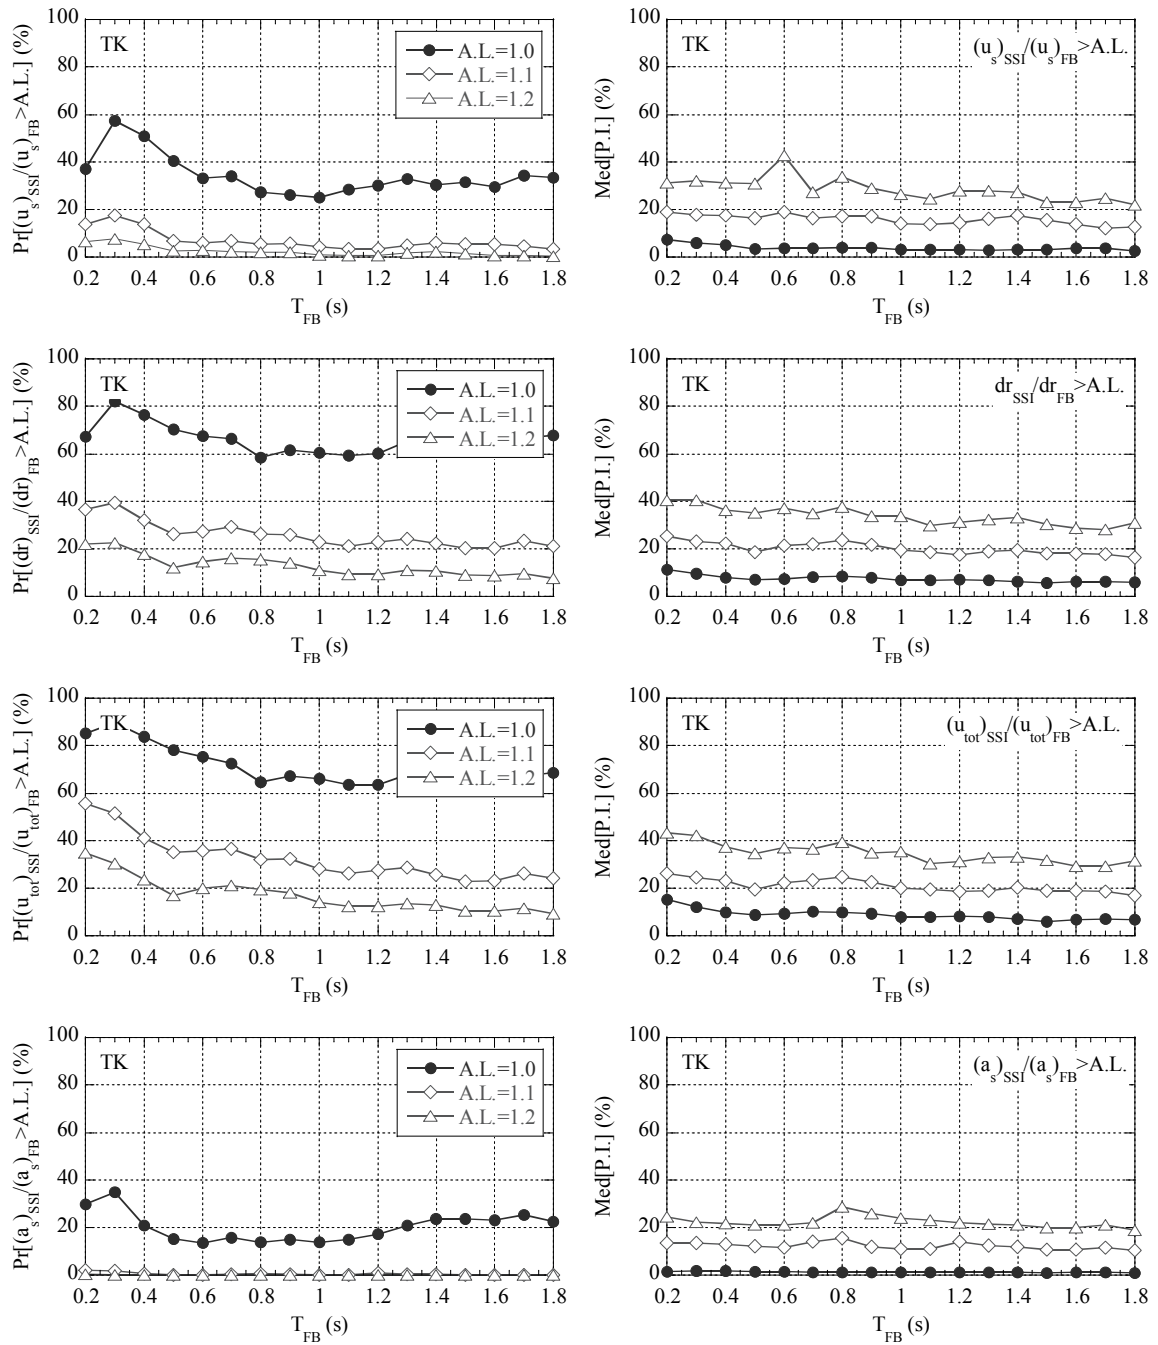 Pr[(u_s)_SSI/(u_s)_FB>A.L.] (%)
100
80
60
40
20
0
TK
A.L.=1.0
A.L.=1.1
A.L.=1.2
0.2 0.4 0.6 0.8 1 1.2 1.4 1.6 1.8
T_FB (s)
Med[P.I.] (%)
100
80
60
40
20
0
TK
(u_s)_SSI/(u_s)_FB>A.L.
0.2 0.4 0.6 0.8 1 1.2 1.4 1.6 1.8
T_FB (s)
Pr[(dr)_SSI/(dr)_FB>A.L.] (%)
100
80
60
40
20
0
TK
A.L.=1.0
A.L.=1.1
A.L.=1.2
0.2 0.4 0.6 0.8 1 1.2 1.4 1.6 1.8
T_FB (s)
Med[P.I.] (%)
100
80
60
40
20
0
TK
dr_SSI/dr_FB>A.L.
0.2 0.4 0.6 0.8 1 1.2 1.4 1.6 1.8
T_FB (s)
Pr[(u_tot)_SSI/(u_tot)_FB>A.L.] (%)
100
80
60
40
20
0
TK
A.L.=1.0
A.L.=1.1
A.L.=1.2
0.2 0.4 0.6 0.8 1 1.2 1.4 1.6 1.8
T_FB (s)
Med[P.I.] (%)
100
80
60
40
20
0
TK
(u_tot)_SSI/(u_tot)_FB>A.L.
0.2 0.4 0.6 0.8 1 1.2 1.4 1.6 1.8
T_FB (s)
Pr[(a_s)_SSI/(a_s)_FB>A.L.] (%)
100
80
60
40
20
0
TK
A.L.=1.0
A.L.=1.1
A.L.=1.2
0.2 0.4 0.6 0.8 1 1.2 1.4 1.6 1.8
T_FB (s)
Med[P.I.] (%)
100
80
60
40
20
0
TK
(a_s)_SSI/(a_s)_FB>A.L.
0.2 0.4 0.6 0.8 1 1.2 1.4 1.6 1.8
T_FB (s)